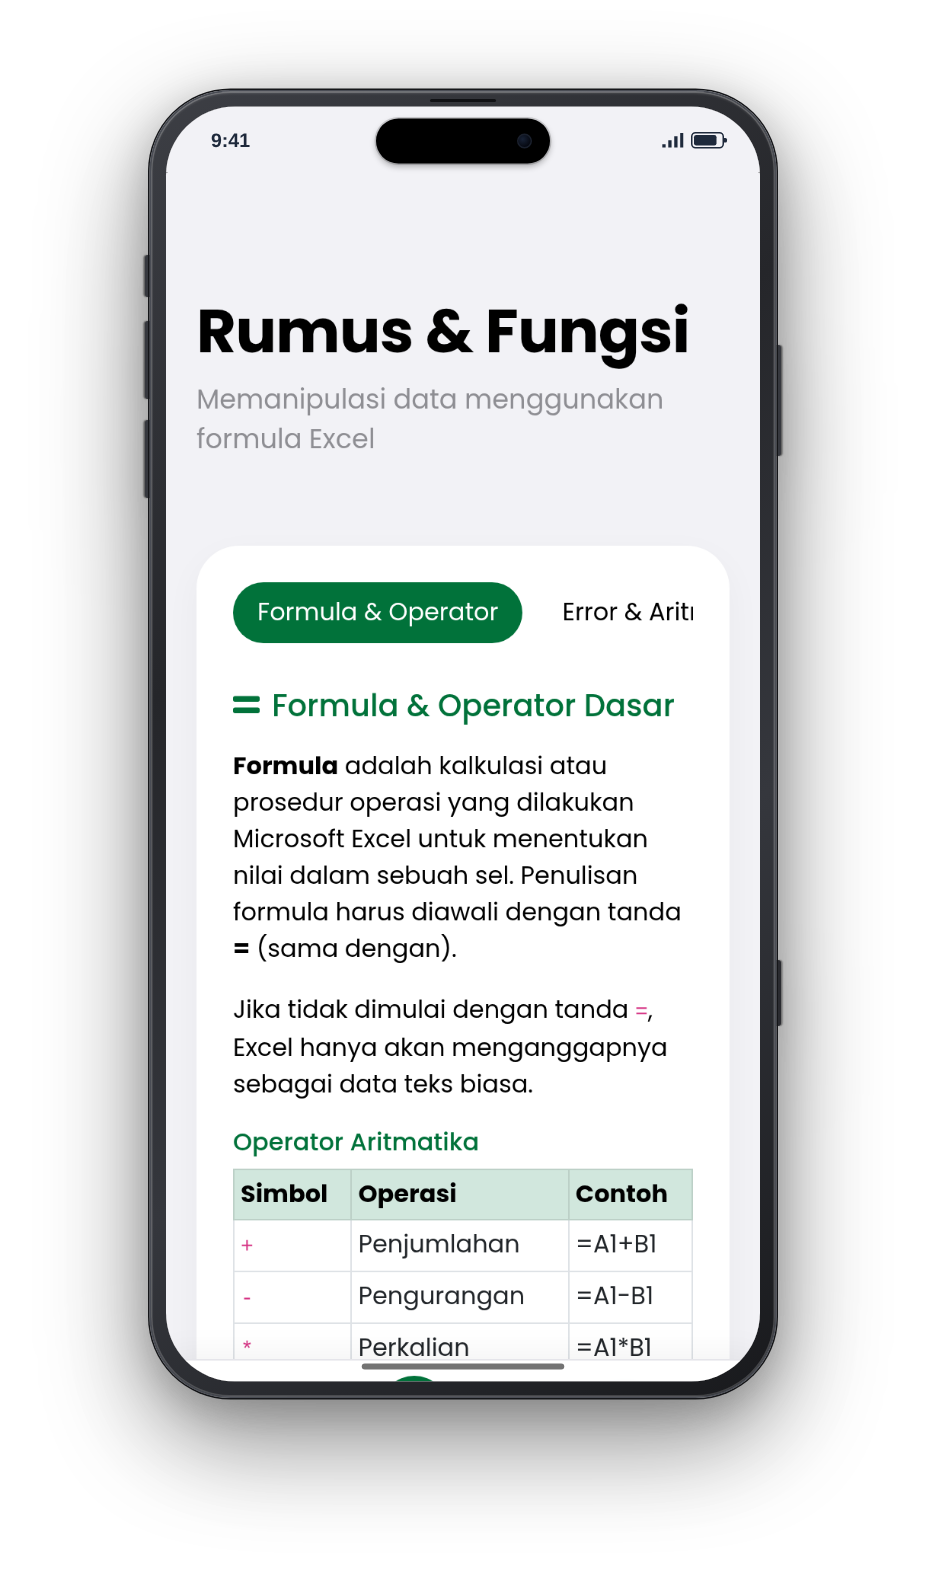 9:41
Rumus & Fungsi
Memanipulasi data menggunakan
formula Excel
Formula & Operator
Error & Arit
= Formula & Operator Dasar
Formula adalah kalkulasi atau
prosedur operasi yang dilakukan
Microsoft Excel untuk menentukan
nilai dalam sebuah sel. Penulisan
formula harus diawali dengan tanda
= (sama dengan).
Jika tidak dimulai dengan tanda =,
Excel hanya akan menganggapnya
sebagai data teks biasa.
Operator Aritmatika
Simbol Operasi Contoh
+ Penjumlahan =A1+B1
- Pengurangan =A1-B1
* Perkalian =A1*B1